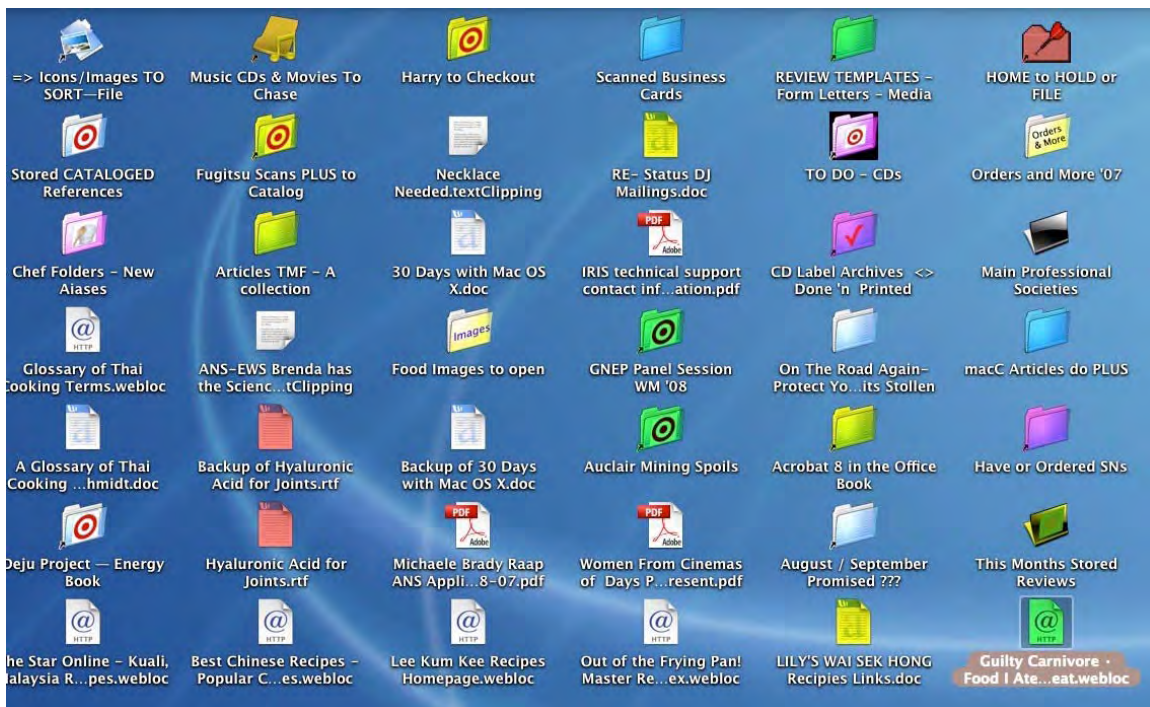 => Icons/Images TO
SORT—File
Music CDs & Movies To
Chase
Harry to Checkout
Scanned Business
Cards
REVIEW TEMPLATES –
Form Letters – Media
HOME to HOLD or
FILE
Orders
& More
Stored CATALOGED
References
Fugitsu Scans PLUS to
Catalog
Necklace
Needed.textClipping
RE– Status DJ
Mailings.doc
TO DO – CDs
Orders and More '07
PDF
Adobe
Chef Folders – New
Aiases
Articles TMF – A
collection
30 Days with Mac OS
X.doc
IRIS technical support
contact inf...ation.pdf
CD Label Archives <>
Done 'n Printed
Main Professional
Societies
@
HTTP
Images
Glossary of Thai
Cooking Terms.webloc
ANS–EWS Brenda has
the Scienc...tClipping
Food Images to open
GNEP Panel Session
WM '08
On The Road Again–
Protect Yo...its Stollen
macC Articles do PLUS
A Glossary of Thai
Cooking ...hmidt.doc
Backup of Hyaluronic
Acid for Joints.rtf
Backup of 30 Days
with Mac OS X.doc
Auclair Mining Spoils
Acrobat 8 in the Office
Book
Have or Ordered SNs
PDF
Adobe
PDF
Adobe
Deju Project — Energy
Book
Hyaluronic Acid for
Joints.rtf
Michaele Brady Raap
ANS Appli...8–07.pdf
Women From Cinemas
of Days P...resent.pdf
August / September
Promised ???
This Months Stored
Reviews
@
HTTP
@
HTTP
@
HTTP
@
HTTP
@
HTTP
he Star Online – Kuali,
alaysia R...pes.webloc
Best Chinese Recipes –
Popular C...es.webloc
Lee Kum Kee Recipes
Homepage.webloc
Out of the Frying Pan!
Master Re...ex.webloc
LILY'S WAI SEK HONG
Recipies Links.doc
Guilty Carnivore ·
Food I Ate...eat.webloc